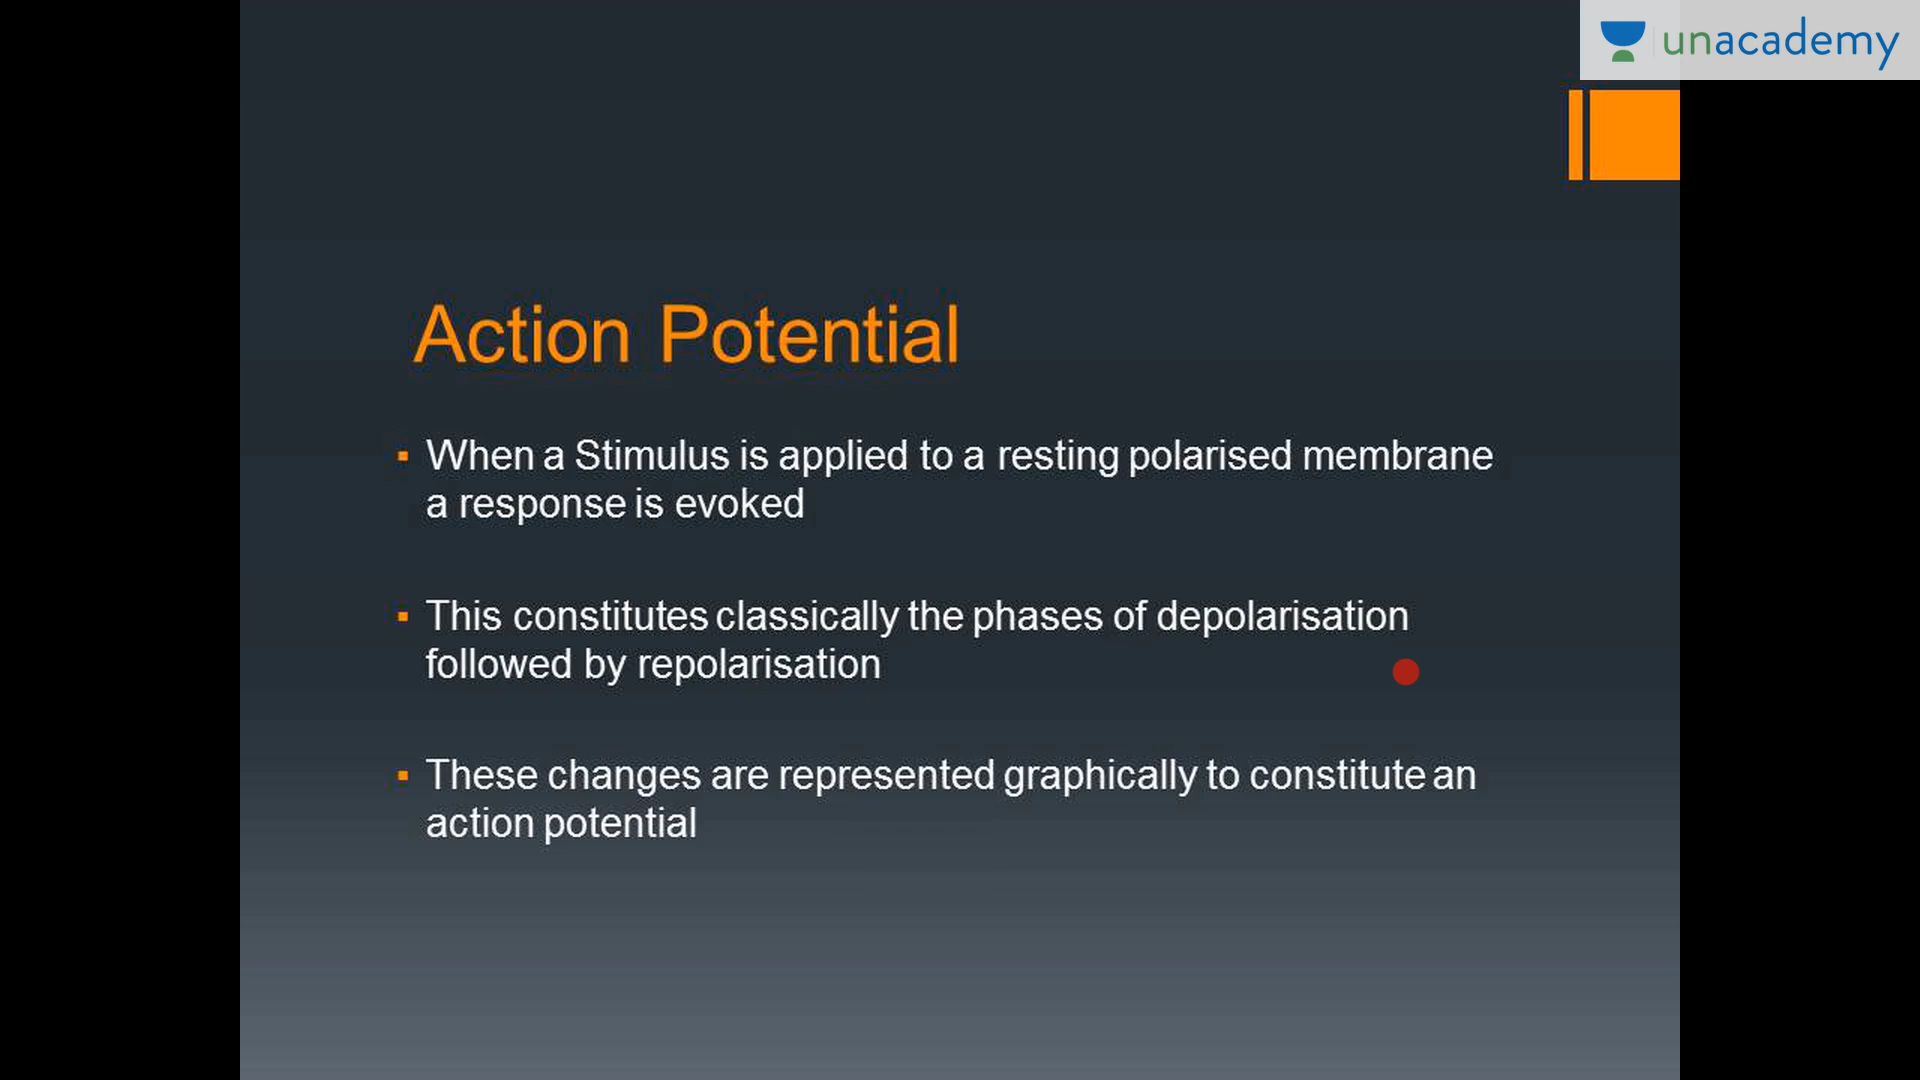 unacademy
Action Potential
When a Stimulus is applied to a resting polarised membrane
a response is evoked
This constitutes classically the phases of depolarisation
followed by repolarisation
These changes are represented graphically to constitute an
action potential